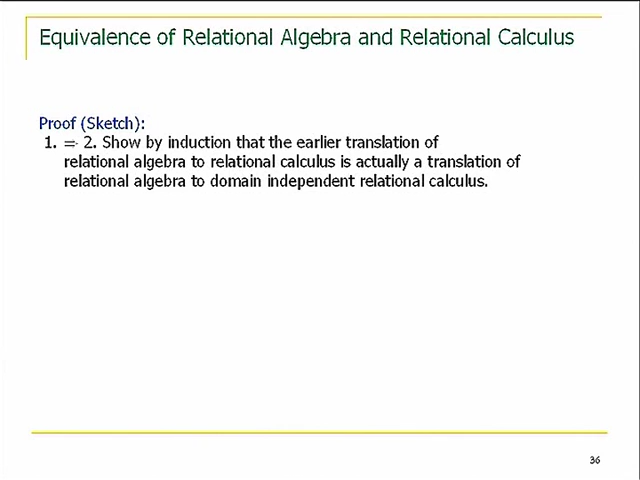 Equivalence of Relational Algebra and Relational Calculus
Proof (Sketch):
1. ⇒ 2. Show by induction that the earlier translation of
relational algebra to relational calculus is actually a translation of
relational algebra to domain independent relational calculus.
36